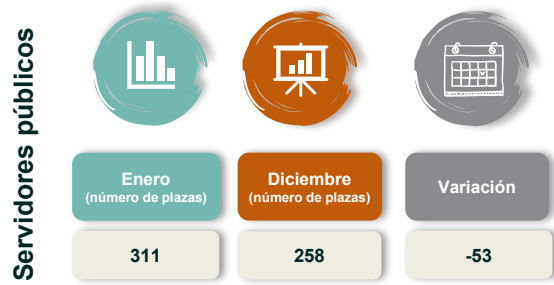 Servidores públicos
Enero
(número de plazas)
Diciembre
(número de plazas)
Variación
311
258
-53